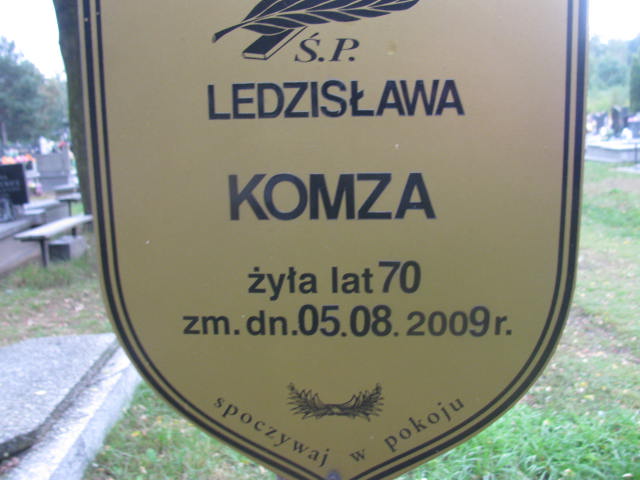 Ś.P.
LEDZISŁAWA
KOMZA
żyła lat 70
zm. dn. 05.08. 2009 r.
spoczywaj w pokoju